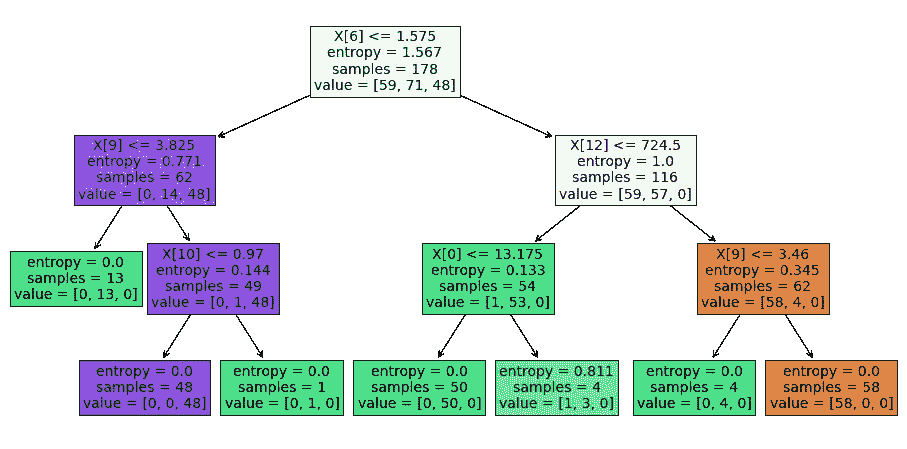 X[6] <= 1.575
entropy = 1.567
samples = 178
value = [59, 71, 48]
X[9] <= 3.825
entropy = 0.771
samples = 62
value = [0, 14, 48]
X[12] <= 724.5
entropy = 1.0
samples = 116
value = [59, 57, 0]
entropy = 0.0
samples = 13
value = [0, 13, 0]
X[10] <= 0.97
entropy = 0.144
samples = 49
value = [0, 1, 48]
X[0] <= 13.175
entropy = 0.133
samples = 54
value = [1, 53, 0]
X[9] <= 3.46
entropy = 0.345
samples = 62
value = [58, 4, 0]
entropy = 0.0
samples = 48
value = [0, 0, 48]
entropy = 0.0
samples = 1
value = [0, 1, 0]
entropy = 0.0
samples = 50
value = [0, 50, 0]
entropy = 0.811
samples = 4
value = [1, 3, 0]
entropy = 0.0
samples = 4
value = [0, 4, 0]
entropy = 0.0
samples = 58
value = [58, 0, 0]